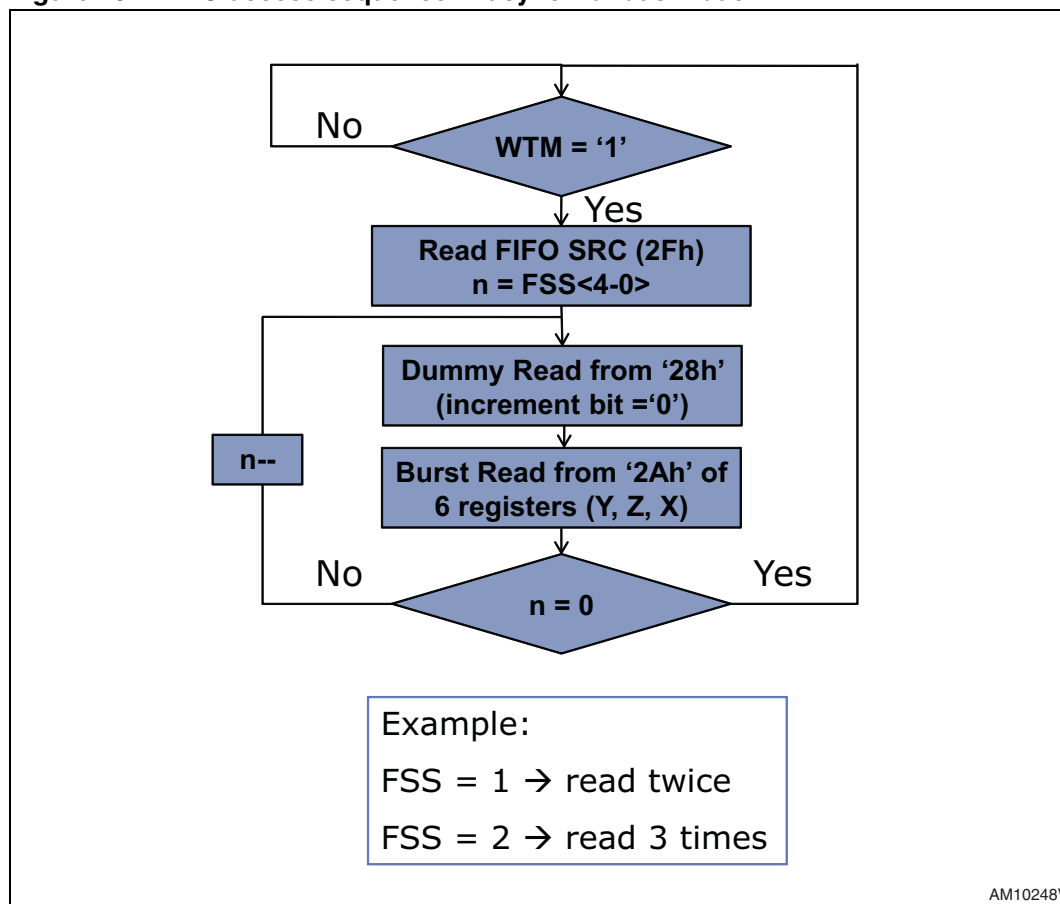 No
WTM = ‘1’
Yes
Read FIFO SRC (2Fh)
n = FSS<4-0>
Dummy Read from ‘28h’
(increment bit =‘0’)
n--
Burst Read from ‘2Ah’ of
6 registers (Y, Z, X)
No
Yes
n = 0
Example:
FSS = 1 → read twice
FSS = 2 → read 3 times